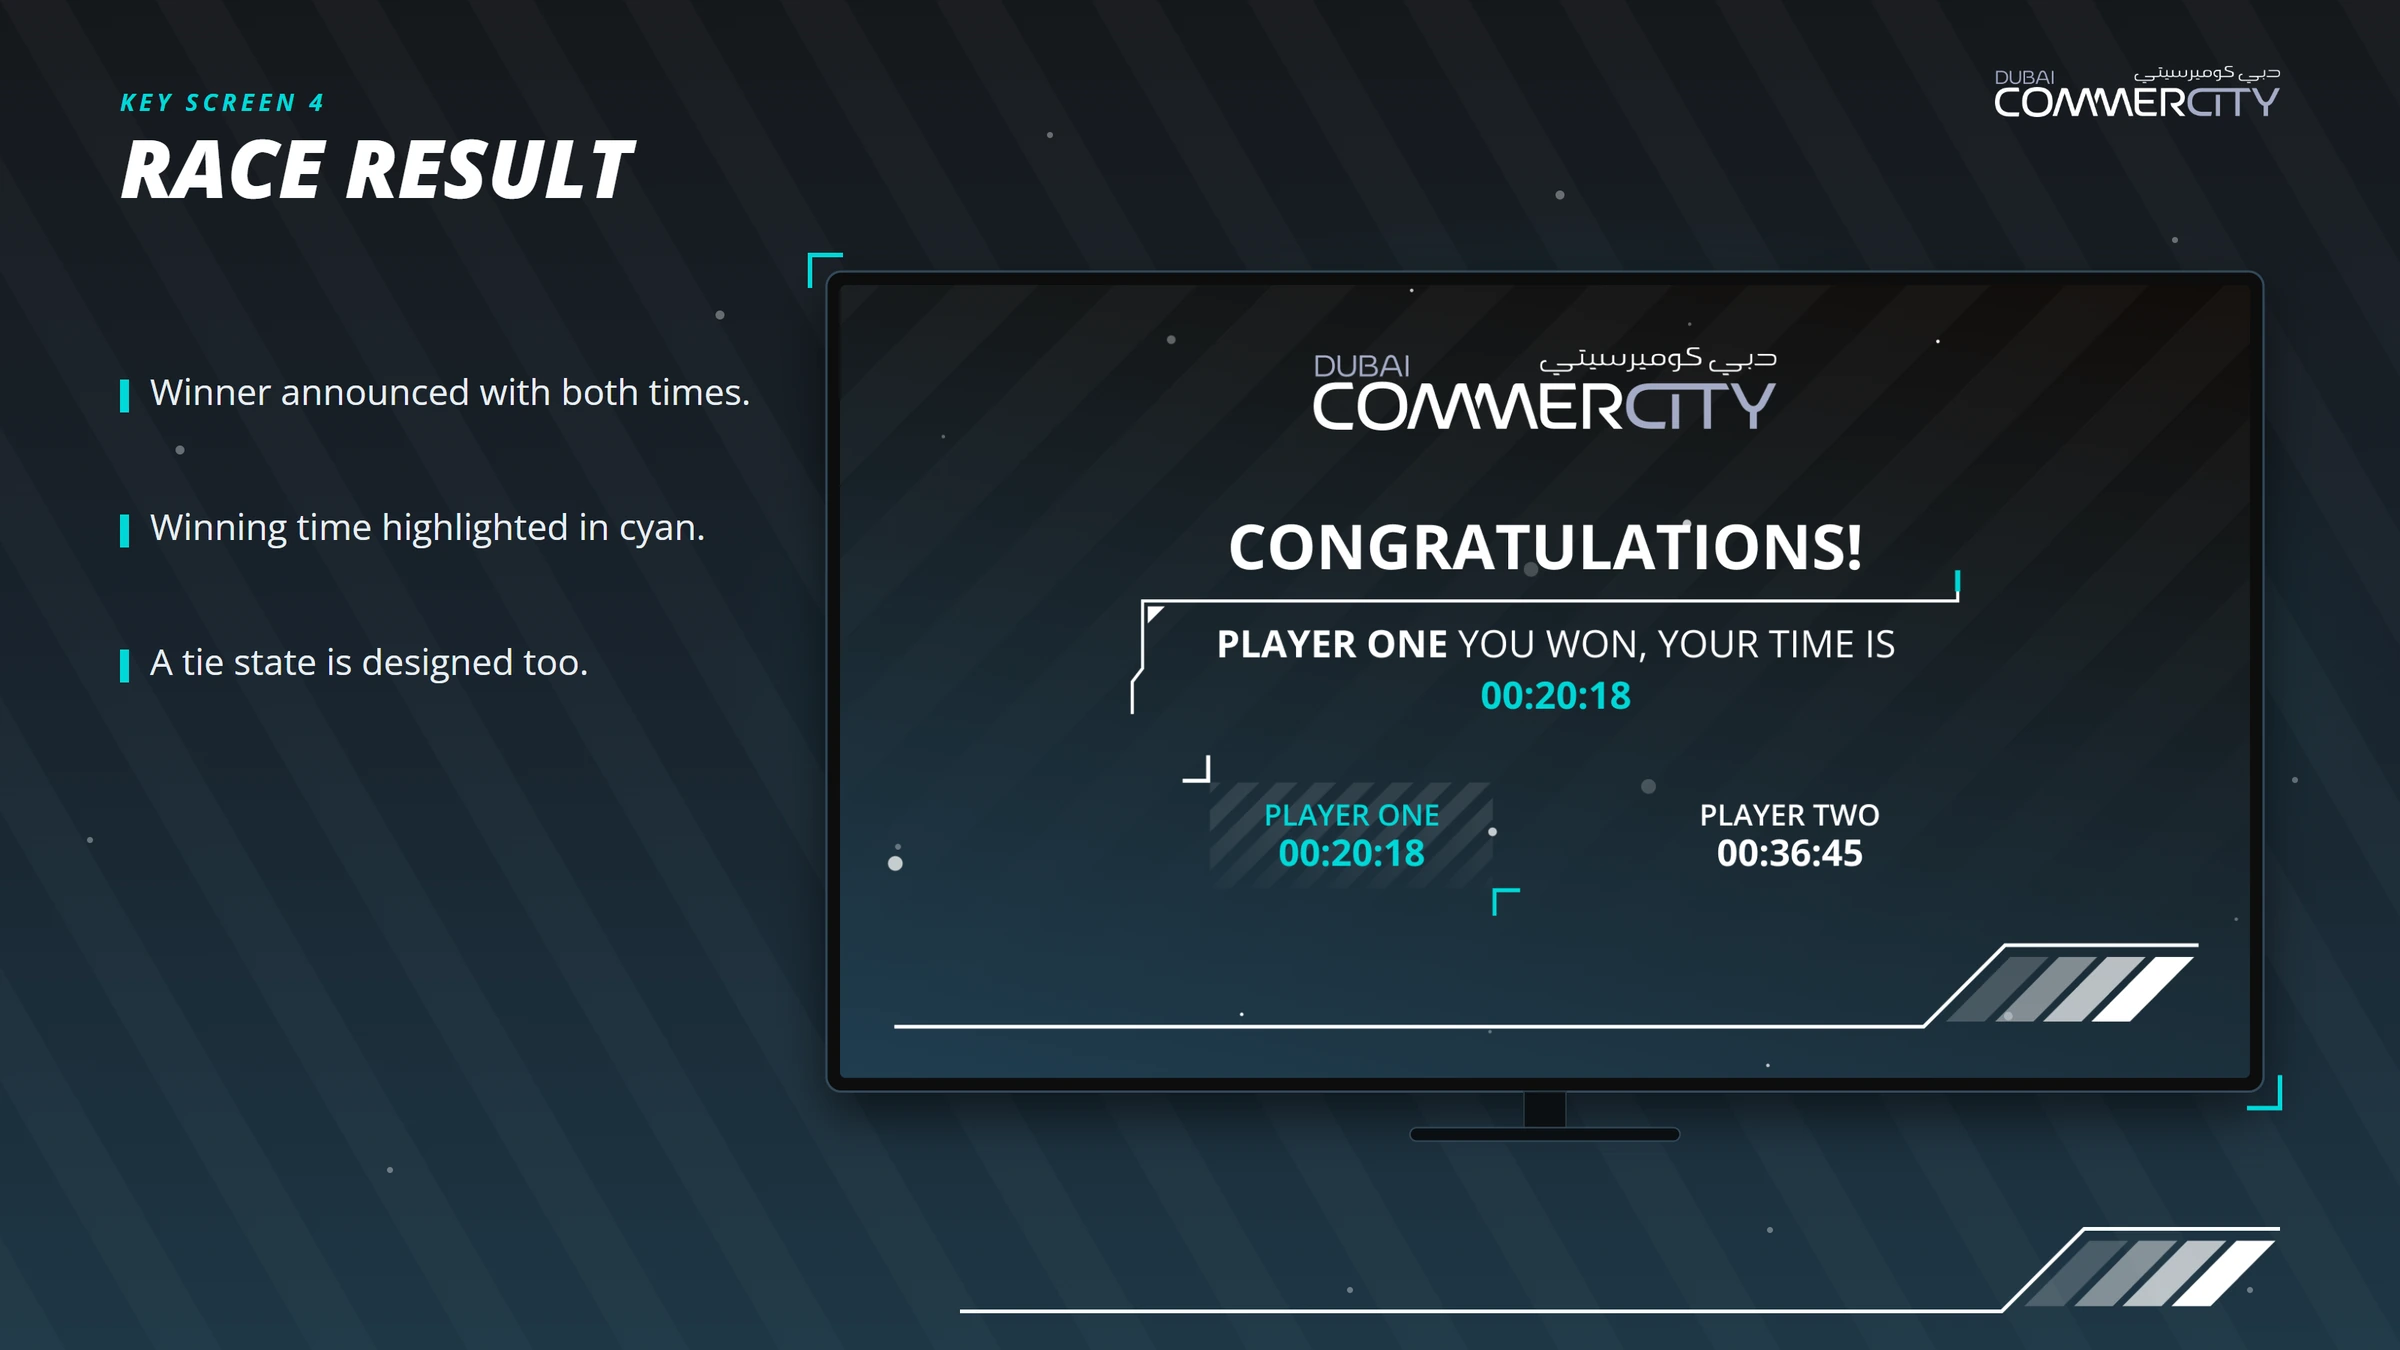 KEY SCREEN 4
RACE RESULT
DUBAI دبي كوميرسيتي
COMMERCITY
Winner announced with both times.
Winning time highlighted in cyan.
A tie state is designed too.
DUBAI دبي كوميرسيتي
COMMERCITY
CONGRATULATIONS!
PLAYER ONE YOU WON, YOUR TIME IS
00:20:18
PLAYER ONE PLAYER TWO
00:20:18 00:36:45